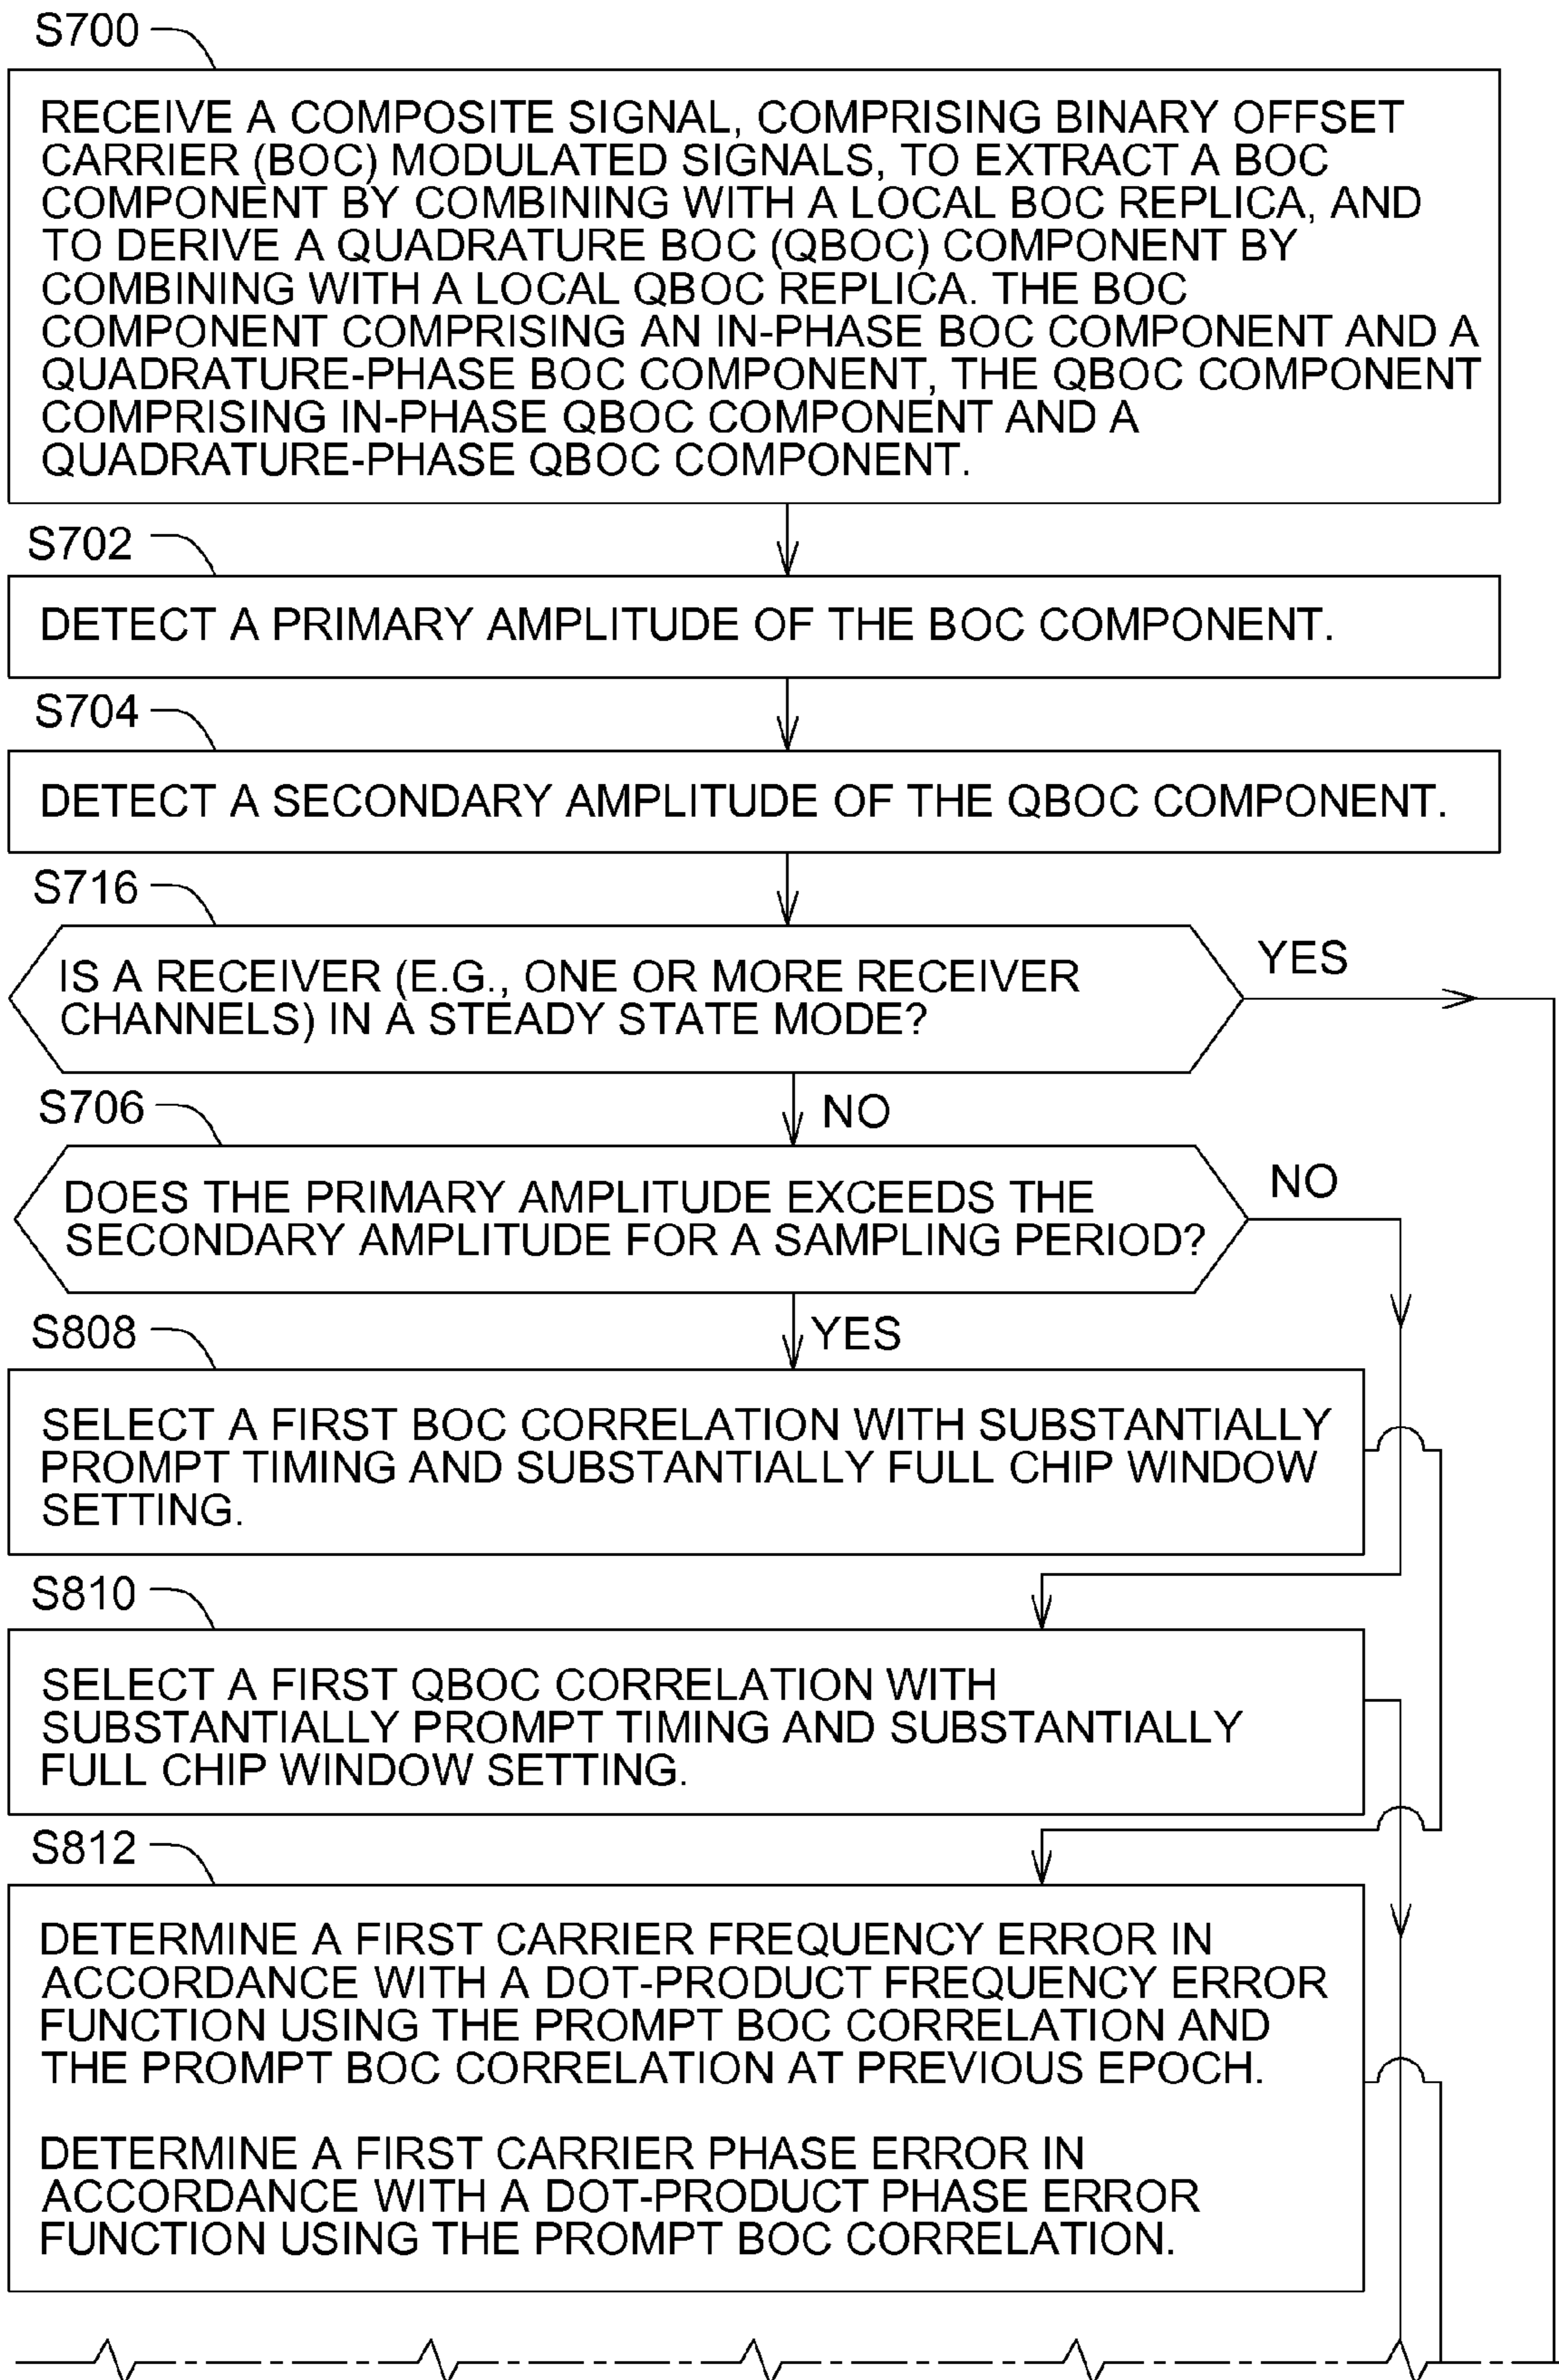 S700
RECEIVE A COMPOSITE SIGNAL, COMPRISING BINARY OFFSET
CARRIER (BOC) MODULATED SIGNALS, TO EXTRACT A BOC
COMPONENT BY COMBINING WITH A LOCAL BOC REPLICA, AND
TO DERIVE A QUADRATURE BOC (QBOC) COMPONENT BY
COMBINING WITH A LOCAL QBOC REPLICA. THE BOC
COMPONENT COMPRISING AN IN-PHASE BOC COMPONENT AND A
QUADRATURE-PHASE BOC COMPONENT, THE QBOC COMPONENT
COMPRISING IN-PHASE QBOC COMPONENT AND A
QUADRATURE-PHASE QBOC COMPONENT.
S702
DETECT A PRIMARY AMPLITUDE OF THE BOC COMPONENT.
S704
DETECT A SECONDARY AMPLITUDE OF THE QBOC COMPONENT.
S716
IS A RECEIVER (E.G., ONE OR MORE RECEIVER
CHANNELS) IN A STEADY STATE MODE?
YES
NO
S706
DOES THE PRIMARY AMPLITUDE EXCEEDS THE
SECONDARY AMPLITUDE FOR A SAMPLING PERIOD?
NO
YES
S808
SELECT A FIRST BOC CORRELATION WITH SUBSTANTIALLY
PROMPT TIMING AND SUBSTANTIALLY FULL CHIP WINDOW
SETTING.
S810
SELECT A FIRST QBOC CORRELATION WITH
SUBSTANTIALLY PROMPT TIMING AND SUBSTANTIALLY
FULL CHIP WINDOW SETTING.
S812
DETERMINE A FIRST CARRIER FREQUENCY ERROR IN
ACCORDANCE WITH A DOT-PRODUCT FREQUENCY ERROR
FUNCTION USING THE PROMPT BOC CORRELATION AND
THE PROMPT BOC CORRELATION AT PREVIOUS EPOCH.
DETERMINE A FIRST CARRIER PHASE ERROR IN
ACCORDANCE WITH A DOT-PRODUCT PHASE ERROR
FUNCTION USING THE PROMPT BOC CORRELATION.